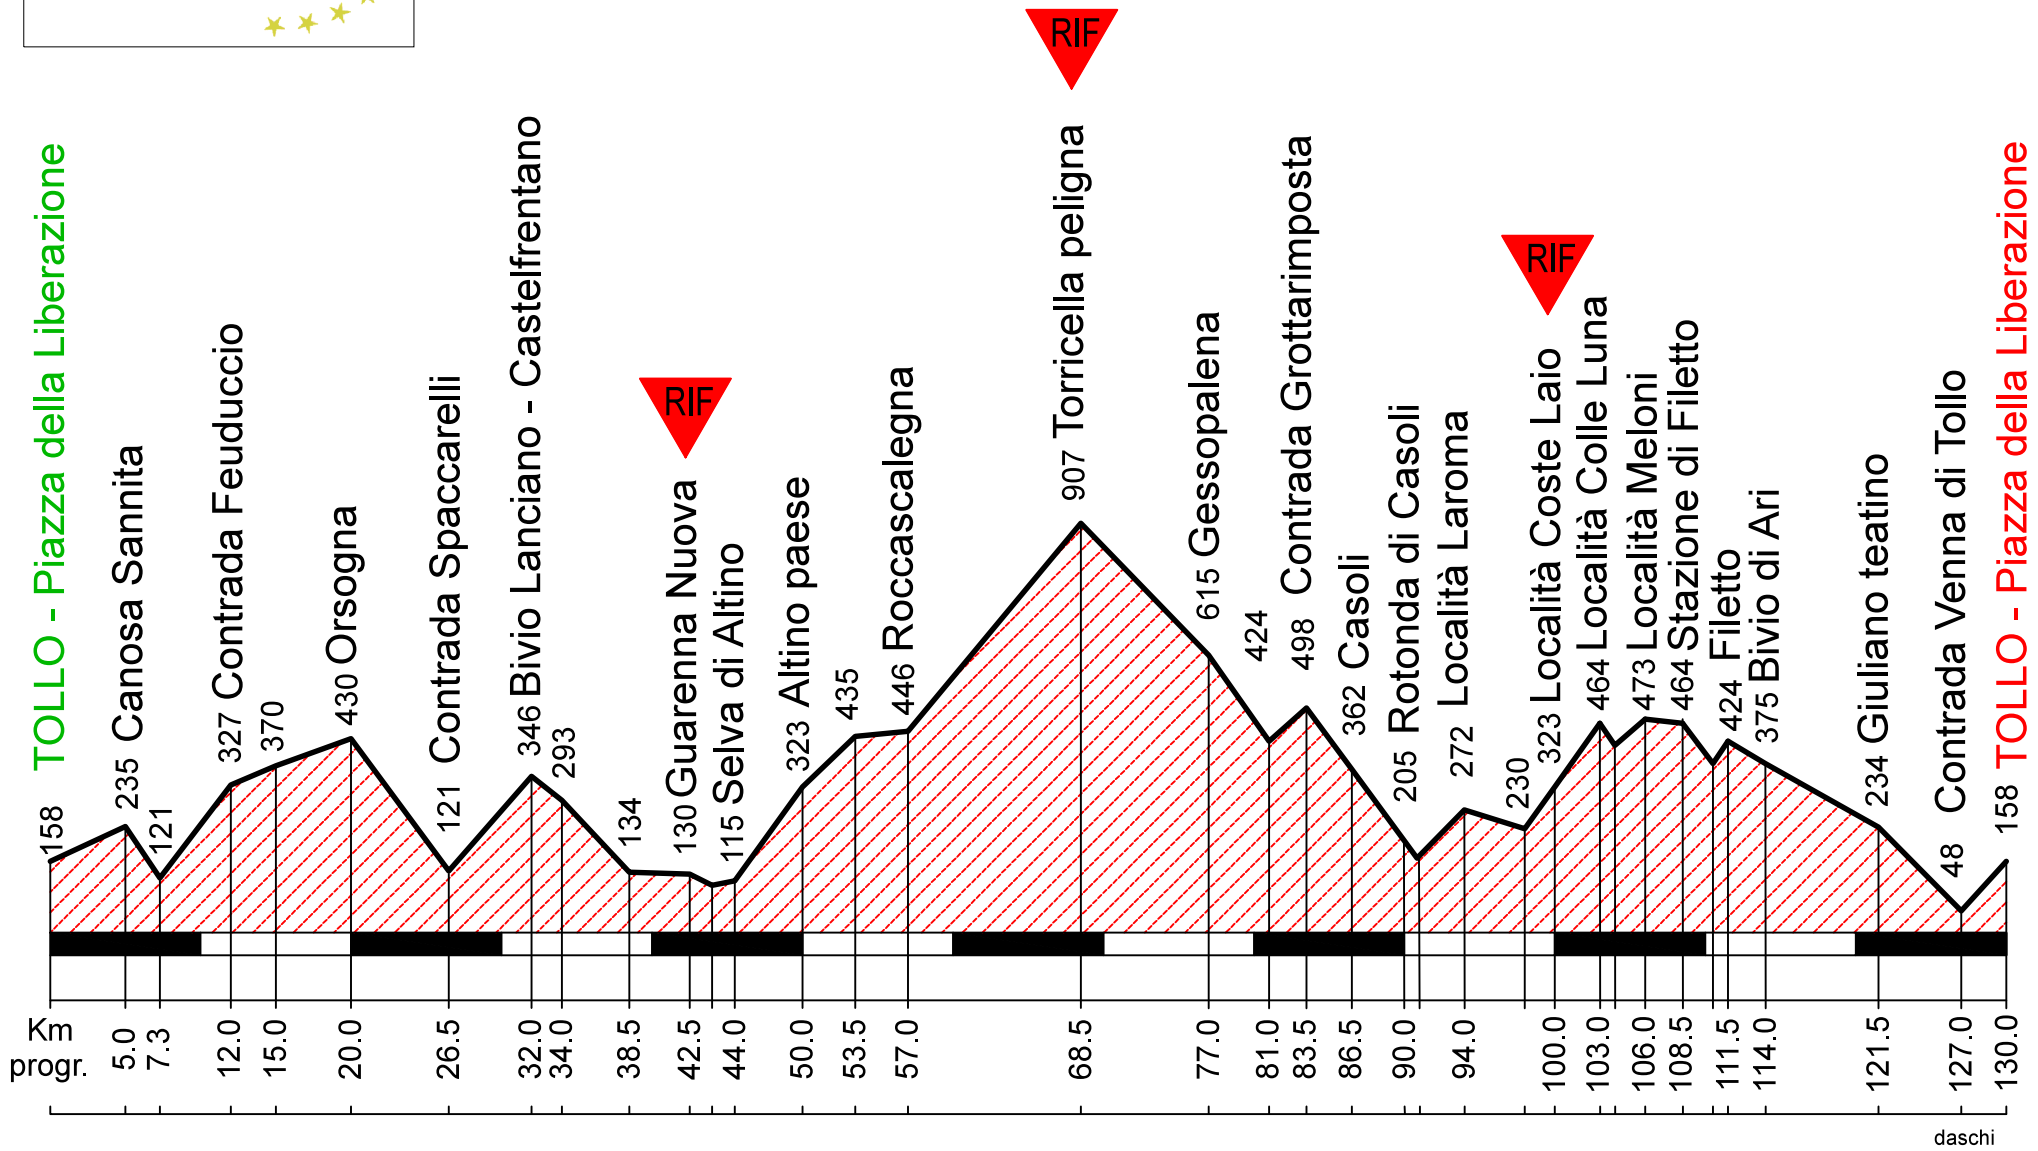 RIF
RIF
RIF
TOLLO - Piazza della Liberazione
158
235 Canosa Sannita
121
327 Contrada Feuduccio
370
430 Orsogna
121 Contrada Spaccarelli
346 Bivio Lanciano - Castelfrentano
293
134
130 Guarenna Nuova
115 Selva di Altino
323 Altino paese
435
446 Roccascalegna
907 Torricella peligna
615 Gessopalena
424
498 Contrada Grottarimposta
362 Casoli
205 Rotonda di Casoli
272 Località Laroma
230
323 Località Coste Laio
464 Località Colle Luna
473 Località Meloni
464 Stazione di Filetto
424 Filetto
375 Bivio di Ari
234 Giuliano teatino
48 Contrada Venna di Tollo
158 TOLLO - Piazza della Liberazione
Km
progr.
5.0
7.3
12.0
15.0
20.0
26.5
32.0
34.0
38.5
42.5
44.0
50.0
53.5
57.0
68.5
77.0
81.0
83.5
86.5
90.0
94.0
100.0
103.0
106.0
108.5
111.5
114.0
121.5
127.0
130.0
daschi